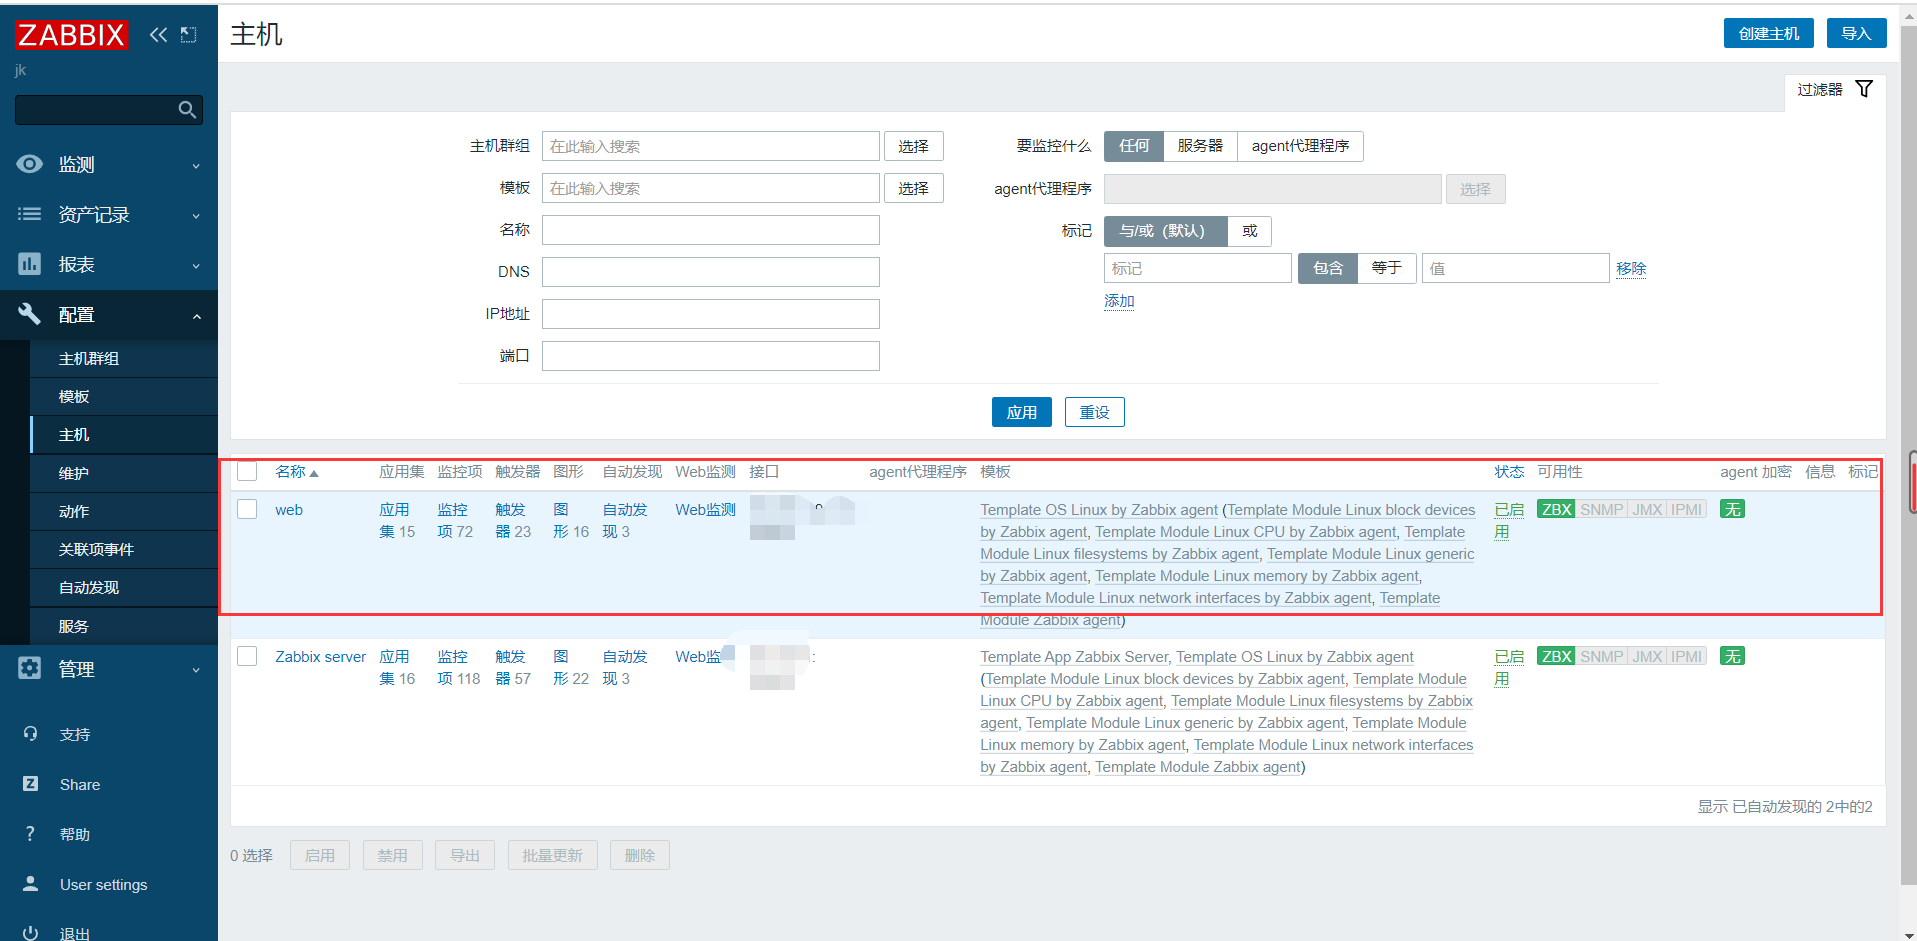 ZABBIX
jk
监测
资产记录
报表
配置
主机群组
模板
主机
维护
动作
关联项事件
自动发现
服务
管理
支持
Share
帮助
User settings
退出
主机
创建主机
导入
过滤器
主机群组 在此输入搜索 选择
模板 在此输入搜索 选择
名称
DNS
IP地址
端口
要监控什么 任何 服务器 agent代理程序
agent代理程序 选择
标记 与/或（默认） 或
标记 包含 等于 值 移除
添加
应用 重设
名称 应用集 监控项 触发器 图形 自动发现 Web监测 接口 agent代理程序 模板 状态 可用性 agent 加密 信息 标记
web
应用
集 15
监控
项 72
触发
器 23
图
形 16
自动发
现 3
Web监测
Template OS Linux by Zabbix agent (Template Module Linux block devices
by Zabbix agent, Template Module Linux CPU by Zabbix agent, Template
Module Linux filesystems by Zabbix agent, Template Module Linux generic
by Zabbix agent, Template Module Linux memory by Zabbix agent,
Template Module Linux network interfaces by Zabbix agent, Template
Module Zabbix agent)
已启
用
ZBX SNMP JMX IPMI
无
Zabbix server
应用
集 16
监控
项 118
触发
器 57
图
形 22
自动发
现 3
Template App Zabbix Server, Template OS Linux by Zabbix agent
(Template Module Linux block devices by Zabbix agent, Template Module
Linux CPU by Zabbix agent, Template Module Linux filesystems by Zabbix
agent, Template Module Linux generic by Zabbix agent, Template Module
Linux memory by Zabbix agent, Template Module Linux network interfaces
by Zabbix agent, Template Module Zabbix agent)
已启
用
ZBX SNMP JMX IPMI
无
显示 已自动发现的 2中的2
0 选择 启用 禁用 导出 批量更新 删除